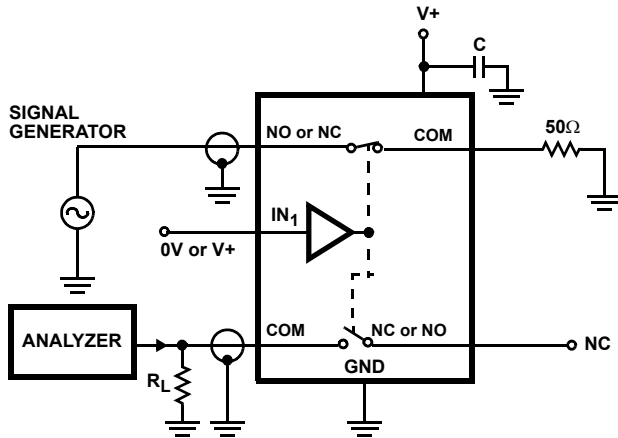 V+
C
SIGNAL
GENERATOR
NO or NC
COM
50Ω
IN1
0V or V+
ANALYZER
COM
NC or NO
NC
RL
GND